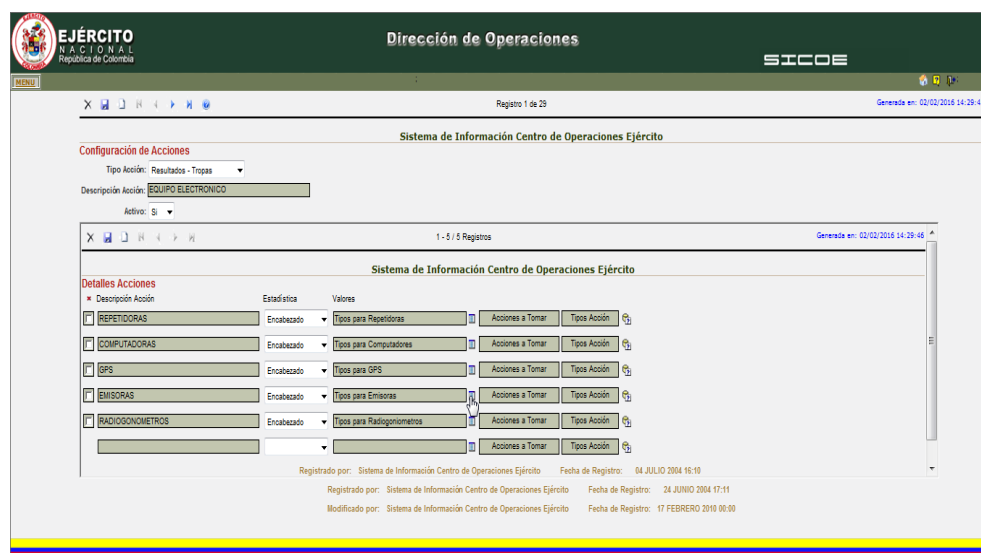 EJÉRCITO
NACIONAL
República de Colombia
Dirección de Operaciones
SICOE
MENU
Registro 1 de 29
Generada en: 02/02/2016 14:29:4
Sistema de Información Centro de Operaciones Ejército
Configuración de Acciones
Tipo Acción: Resultados - Tropas
Descripción Acción: EQUIPO ELECTRONICO
Activo: Si
1 - 5 / 5 Registros
Generada en: 02/02/2016 14:29:46
Sistema de Información Centro de Operaciones Ejército
Detalles Acciones
Descripción Acción Estadística Valores
REPETIDORAS Encabezado Tipos para Repetidoras Acciones a Tomar Tipos Acción
COMPUTADORAS Encabezado Tipos para Computadores Acciones a Tomar Tipos Acción
GPS Encabezado Tipos para GPS Acciones a Tomar Tipos Acción
EMISORAS Encabezado Tipos para Emisoras Acciones a Tomar Tipos Acción
RADIOGONOMETROS Encabezado Tipos para Radiogoniometros Acciones a Tomar Tipos Acción
Acciones a Tomar Tipos Acción
Registrado por: Sistema de Información Centro de Operaciones Ejército Fecha de Registro: 04 JULIO 2004 16:10
Registrado por: Sistema de Información Centro de Operaciones Ejército Fecha de Registro: 24 JUNIO 2004 17:11
Modificado por: Sistema de Información Centro de Operaciones Ejército Fecha de Registro: 17 FEBRERO 2010 00:00